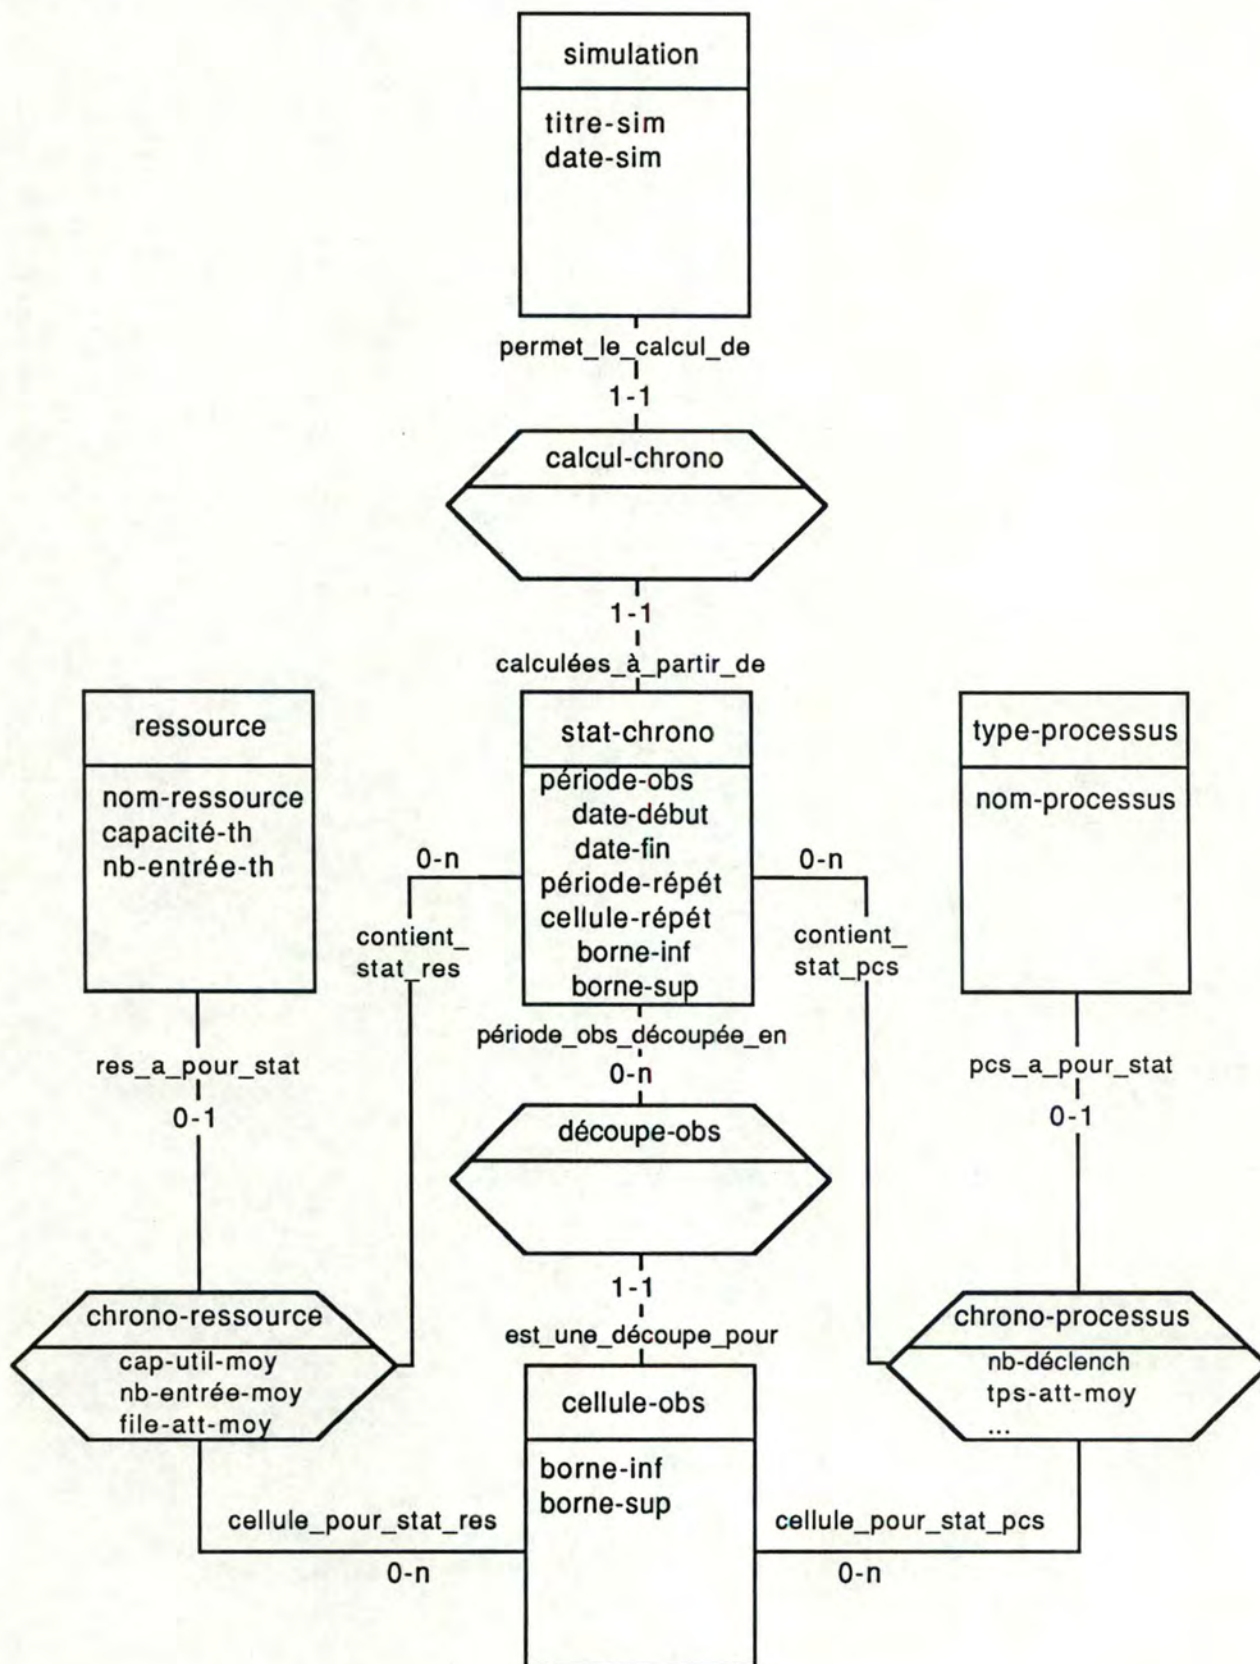 simulation
titre-sim
date-sim
permet_le_calcul_de
1-1
calcul-chrono
1-1
calculées_à_partir_de
ressource
nom-ressource
capacité-th
nb-entrée-th
stat-chrono
période-obs
date-début
date-fin
période-répét
cellule-répét
borne-inf
borne-sup
type-processus
nom-processus
0-n
contient_
stat_res
0-n
contient_
stat_pcs
période_obs_découpée_en
0-n
res_a_pour_stat
0-1
pcs_a_pour_stat
0-1
découpe-obs
1-1
est_une_découpe_pour
chrono-ressource
cap-util-moy
nb-entrée-moy
file-att-moy
chrono-processus
nb-déclench
tps-att-moy
...
cellule-obs
borne-inf
borne-sup
cellule_pour_stat_res
0-n
cellule_pour_stat_pcs
0-n